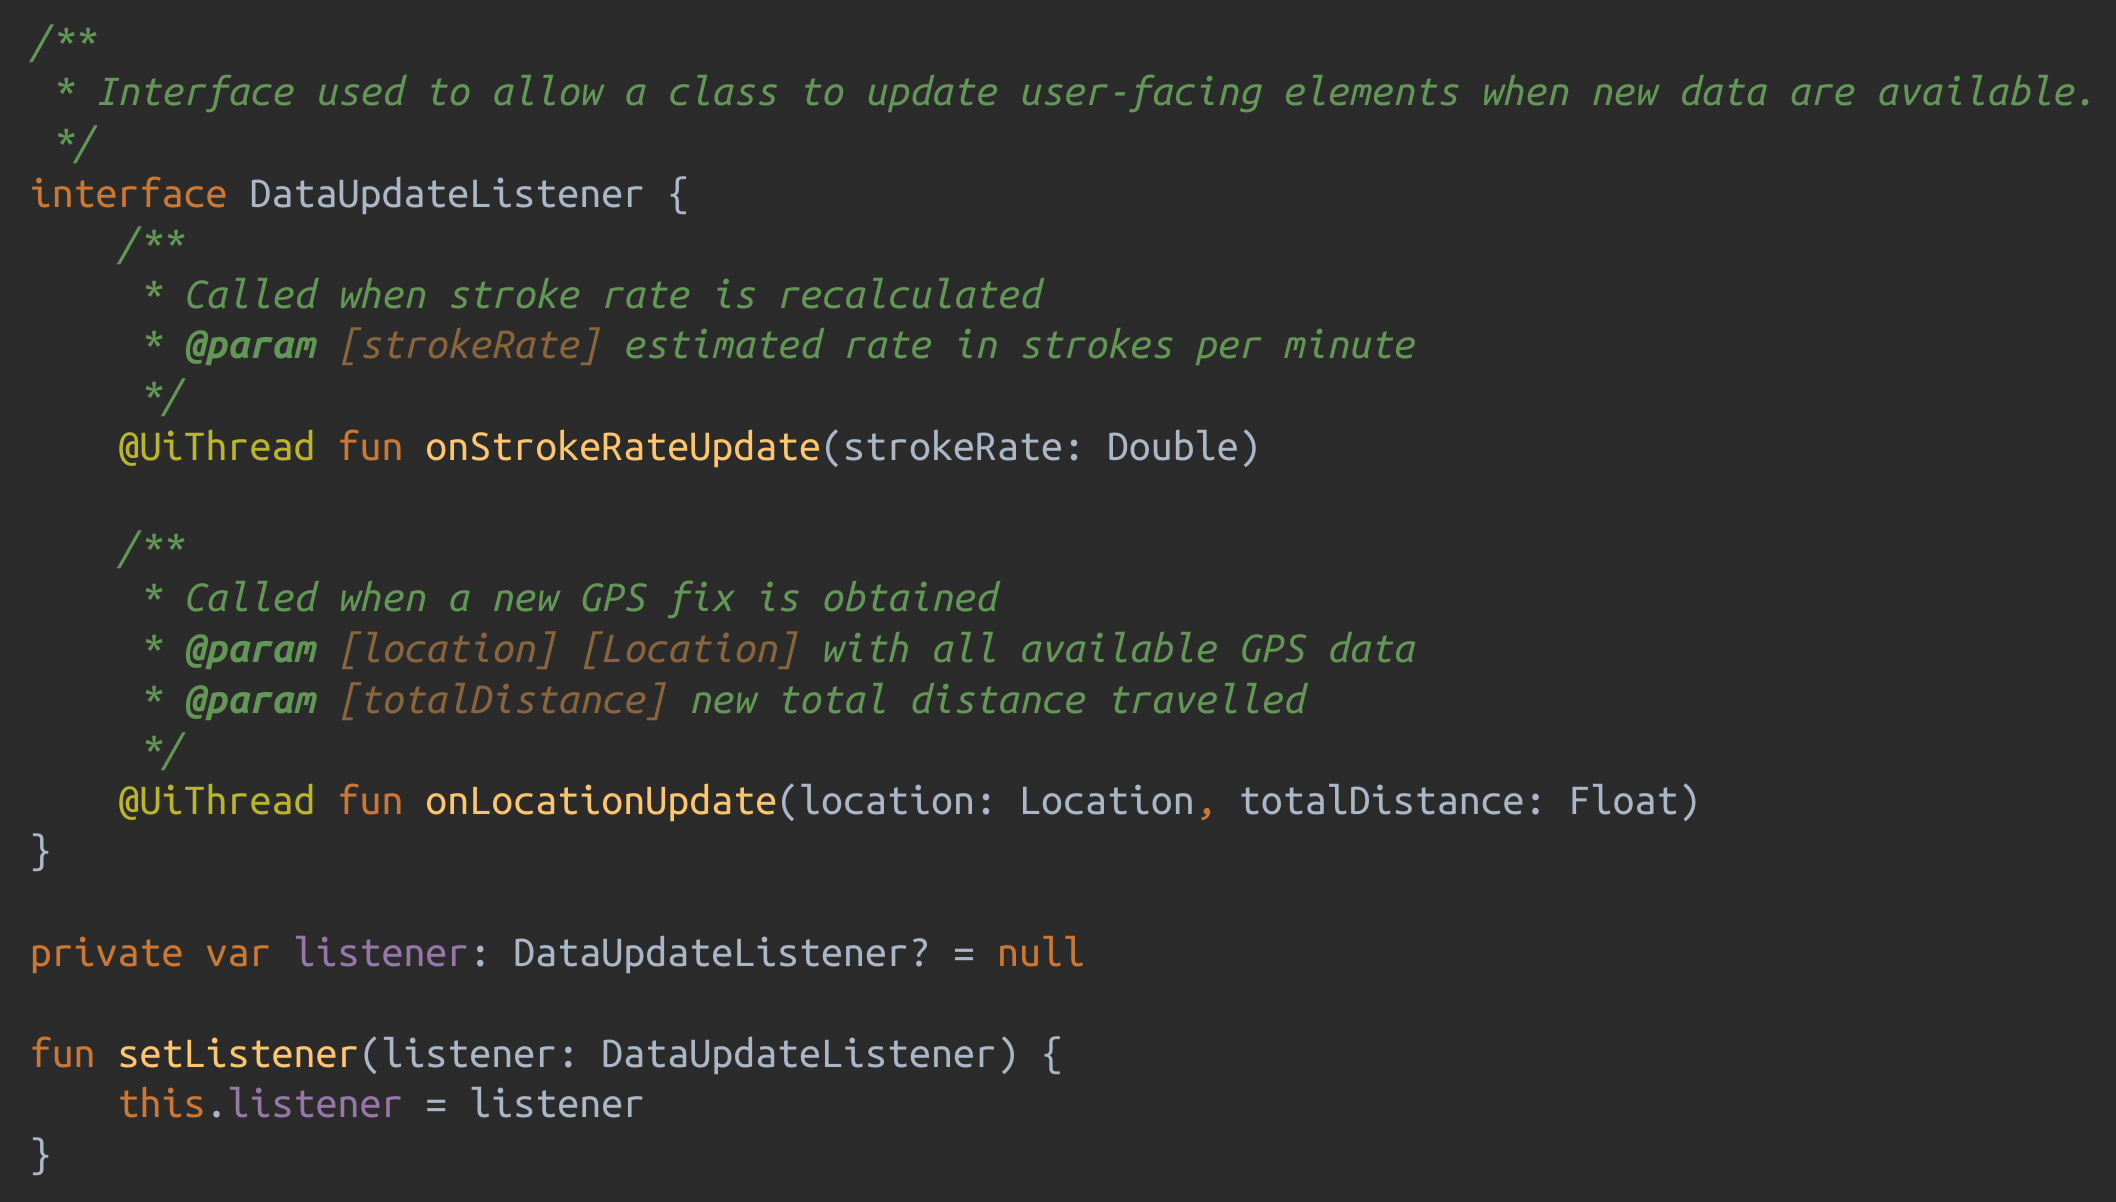 /**
 * Interface used to allow a class to update user-facing elements when new data are available.
 */
interface DataUpdateListener {
    /**
     * Called when stroke rate is recalculated
     * @param [strokeRate] estimated rate in strokes per minute
     */
    @UiThread fun onStrokeRateUpdate(strokeRate: Double)

    /**
     * Called when a new GPS fix is obtained
     * @param [location] [Location] with all available GPS data
     * @param [totalDistance] new total distance travelled
     */
    @UiThread fun onLocationUpdate(location: Location, totalDistance: Float)
}

private var listener: DataUpdateListener? = null

fun setListener(listener: DataUpdateListener) {
    this.listener = listener
}